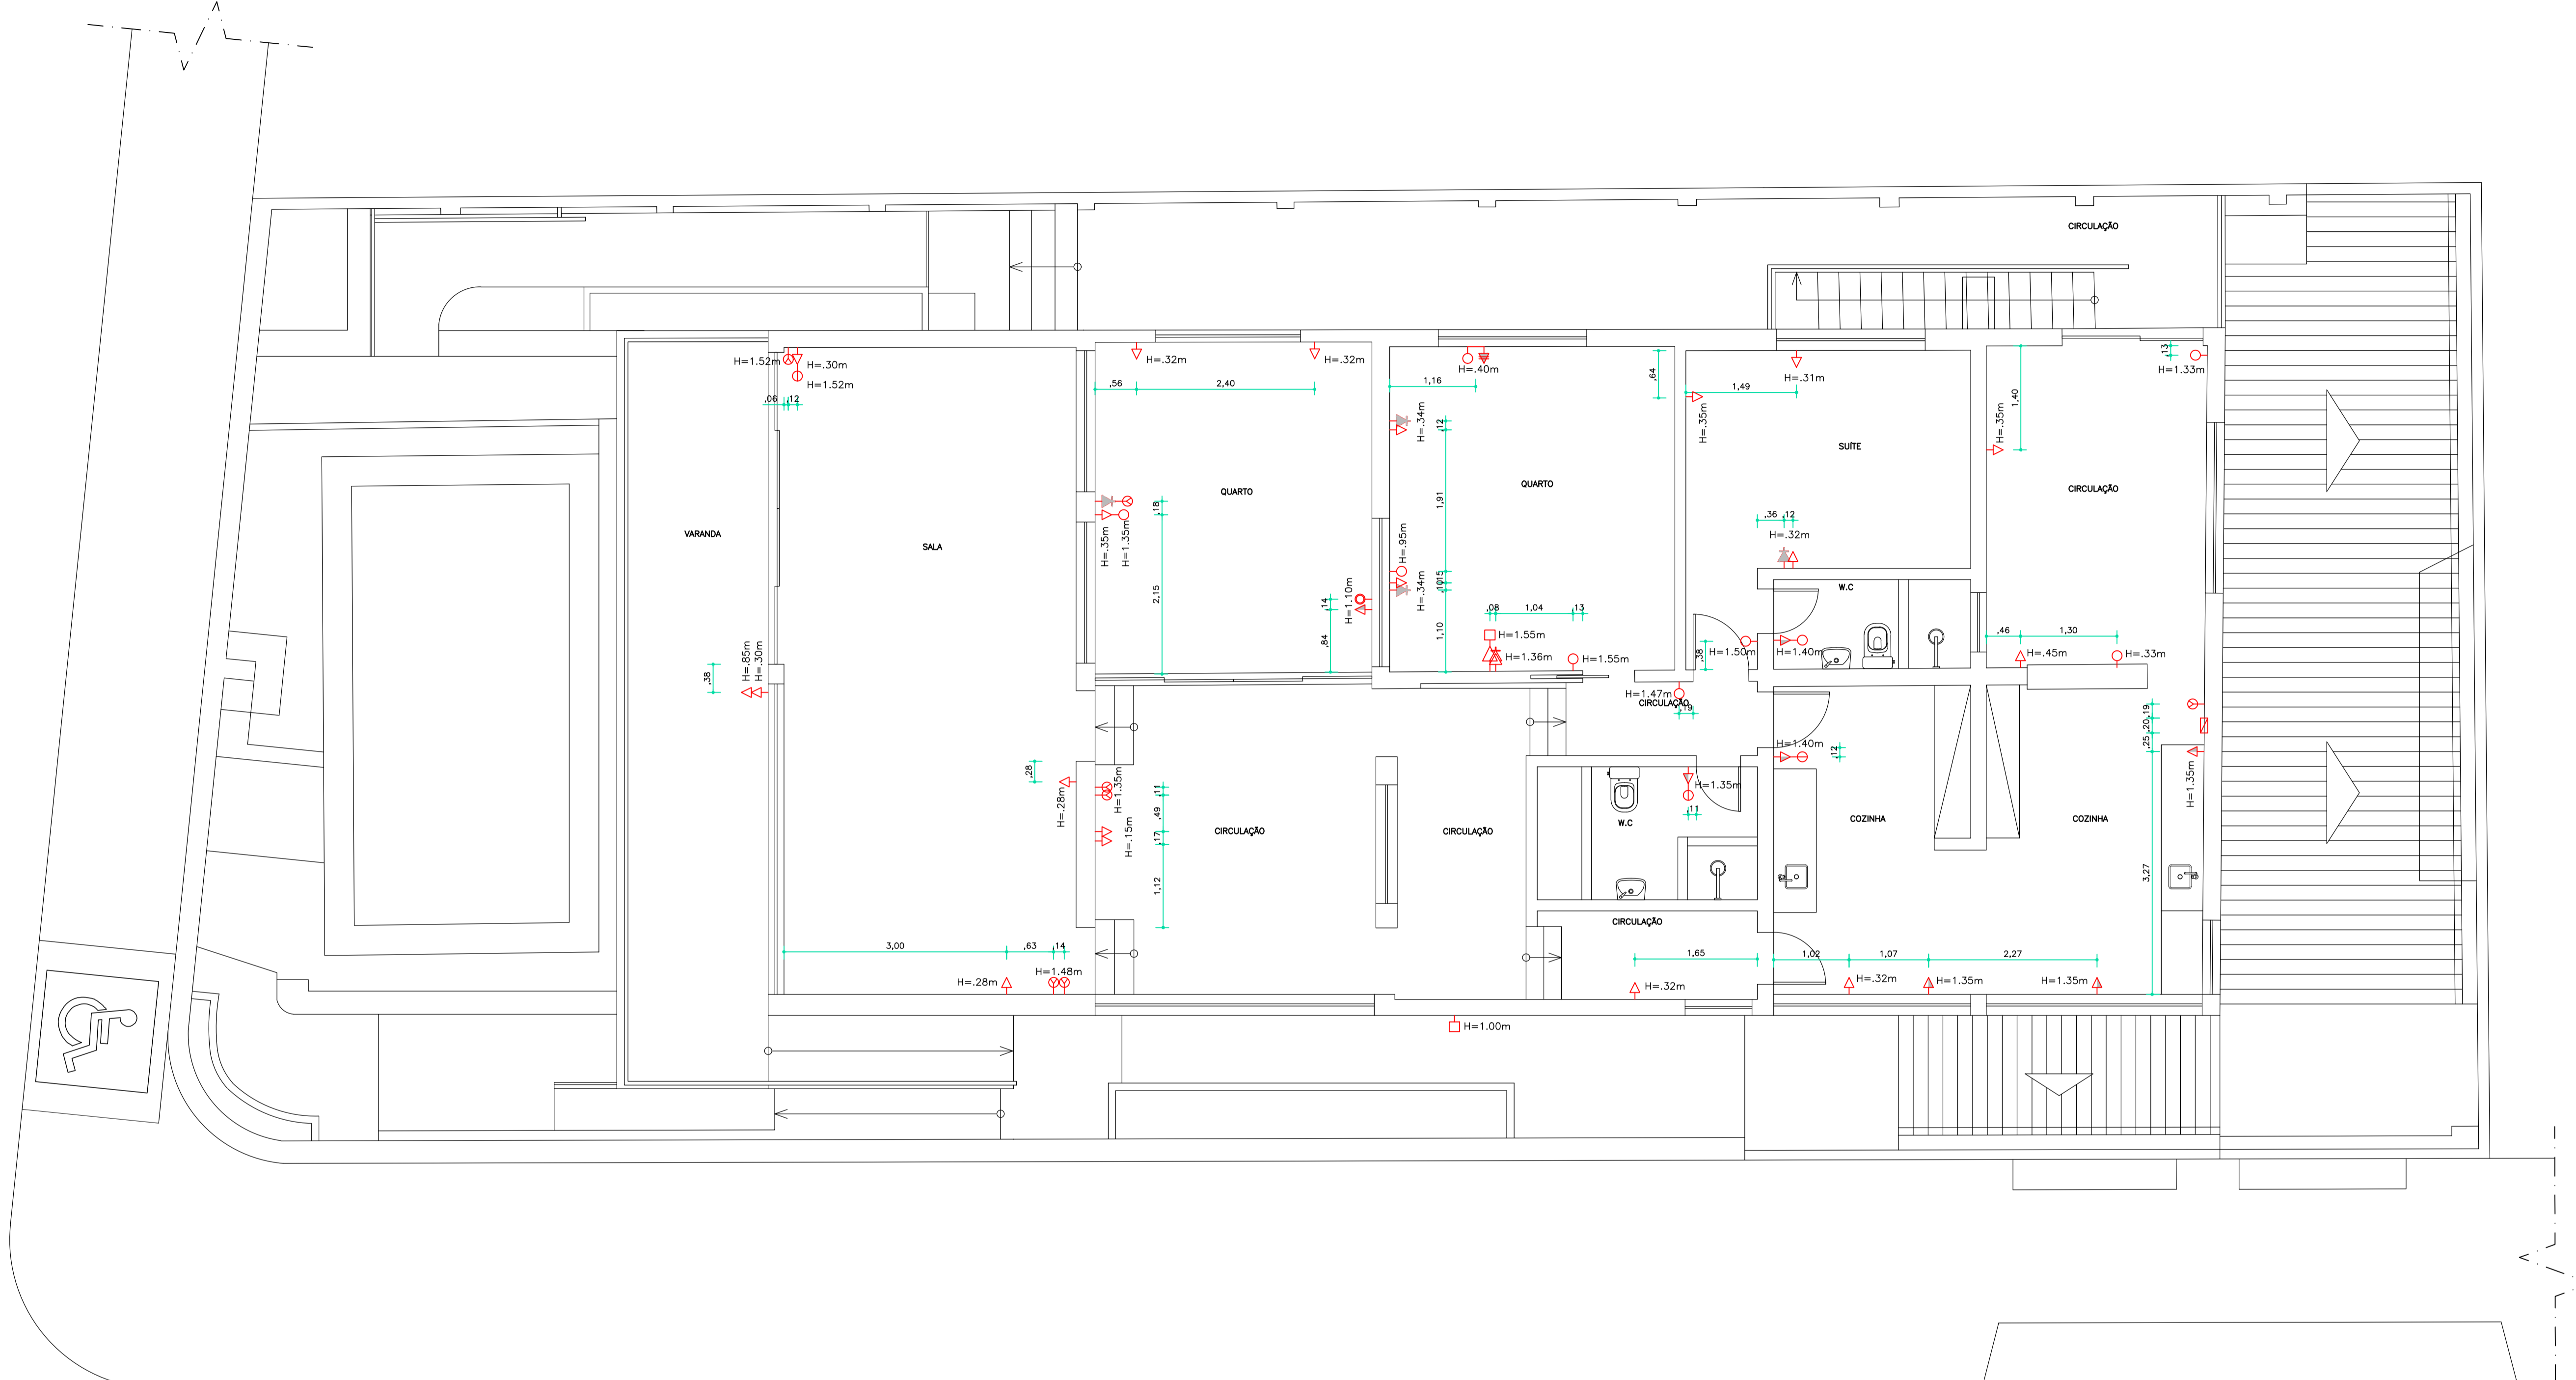 CIRCULAÇÃO
H=1.52m
H=.30m
H=1.52m
,06
,12
H=.32m
H=.32m
,56
2,40
H=.40m
1,16
,64
1,49
H=.31m
,13
H=1.33m
1,40
H=.34m
,12
H=.35m
H=.35m
SUÍTE
QUARTO
QUARTO
CIRCULAÇÃO
,18
1,91
VARANDA
SALA
H=.35m
H=1.35m
,36
,12
H=.32m
H=.95m
2,15
,15
,10
H=.34m
W.C
H=1.10m
,14
,84
1,10
,08
1,04
,13
H=1.55m
H=1.36m
H=1.55m
,38
H=1.50m
H=1.40m
,46
1,30
H=.45m
H=.33m
,38
H=.85m
H=.30m
H=1.47m
CIRCULAÇÃO
,19
,19
,20
,25
H=1.40m
,12
H=1.35m
,28
H=.28m
H=1.35m
,11
,49
,17
H=.15m
1,12
H=1.35m
,11
W.C
CIRCULAÇÃO
CIRCULAÇÃO
COZINHA
COZINHA
3,27
CIRCULAÇÃO
3,00
,63
,14
1,65
1,02
1,07
2,27
H=.28m
H=1.48m
H=.32m
H=.32m
H=1.35m
H=1.35m
H=1.00m